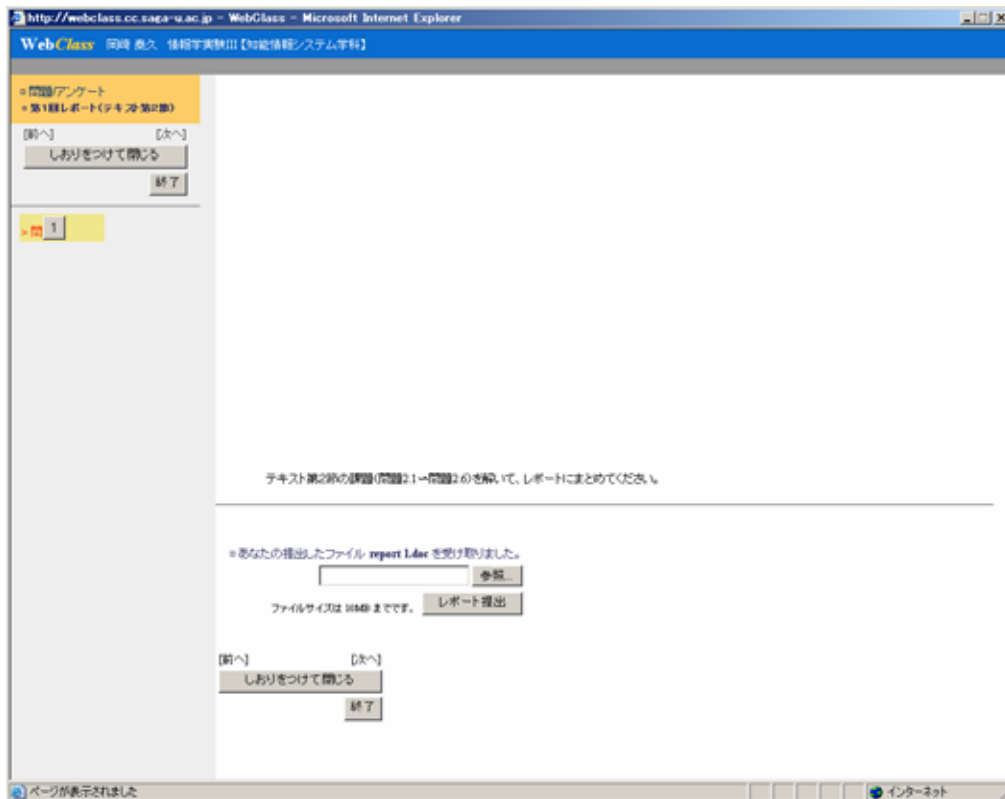 http://webclass.cc.saga-u.ac.jp - WebClass - Microsoft Internet Explorer
WebClass 岡崎 泰久 情報学実験III【知能情報システム学科】
問題/アンケート
第1回レポート(テキスト第2節)
[前へ] [次へ]
しおりをつけて閉じる
終了
» 問 1
テキスト第2節の課題(問題2.1～問題2.6)を解いて、レポートにまとめてください。
あなたの提出したファイル report1.doc を受け取りました。
参照...
ファイルサイズは 10MB までです。 レポート提出
[前へ] [次へ]
しおりをつけて閉じる
終了
ページが表示されました インターネット